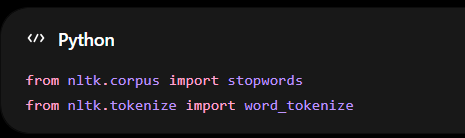 </> Python
from nltk.corpus import stopwords
from nltk.tokenize import word_tokenize